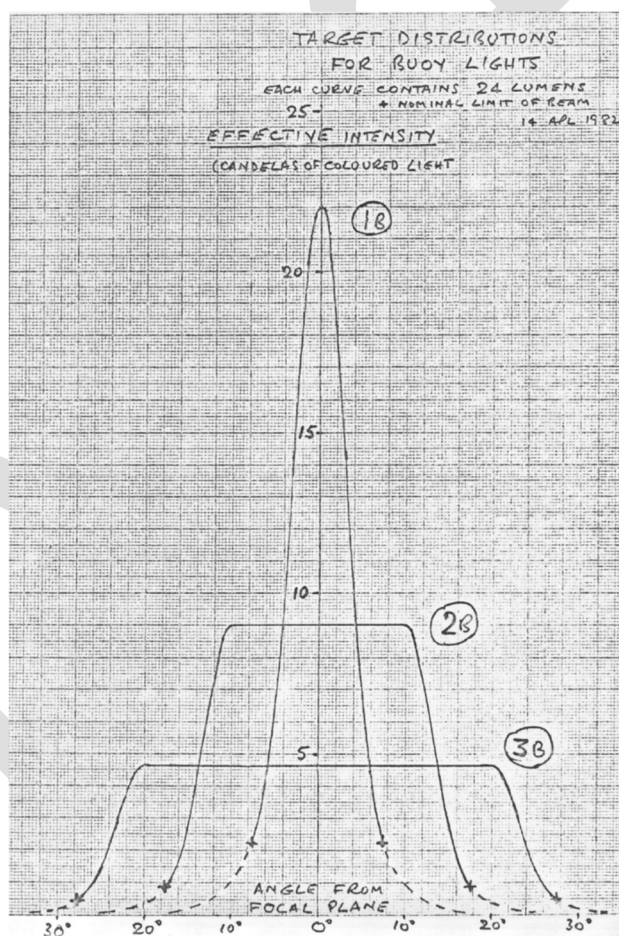 TARGET DISTRIBUTIONS
FOR BUOY LIGHTS
EACH CURVE CONTAINS 24 LUMENS
+ NOMINAL LIMIT OF BEAM
14 APL 1982
25
EFFECTIVE INTENSITY
(CANDELAS OF COLOURED LIGHT
1B
20
15
10
2B
3B
5
ANGLE FROM
FOCAL PLANE
30° 20° 10° 0° 10° 20° 30°